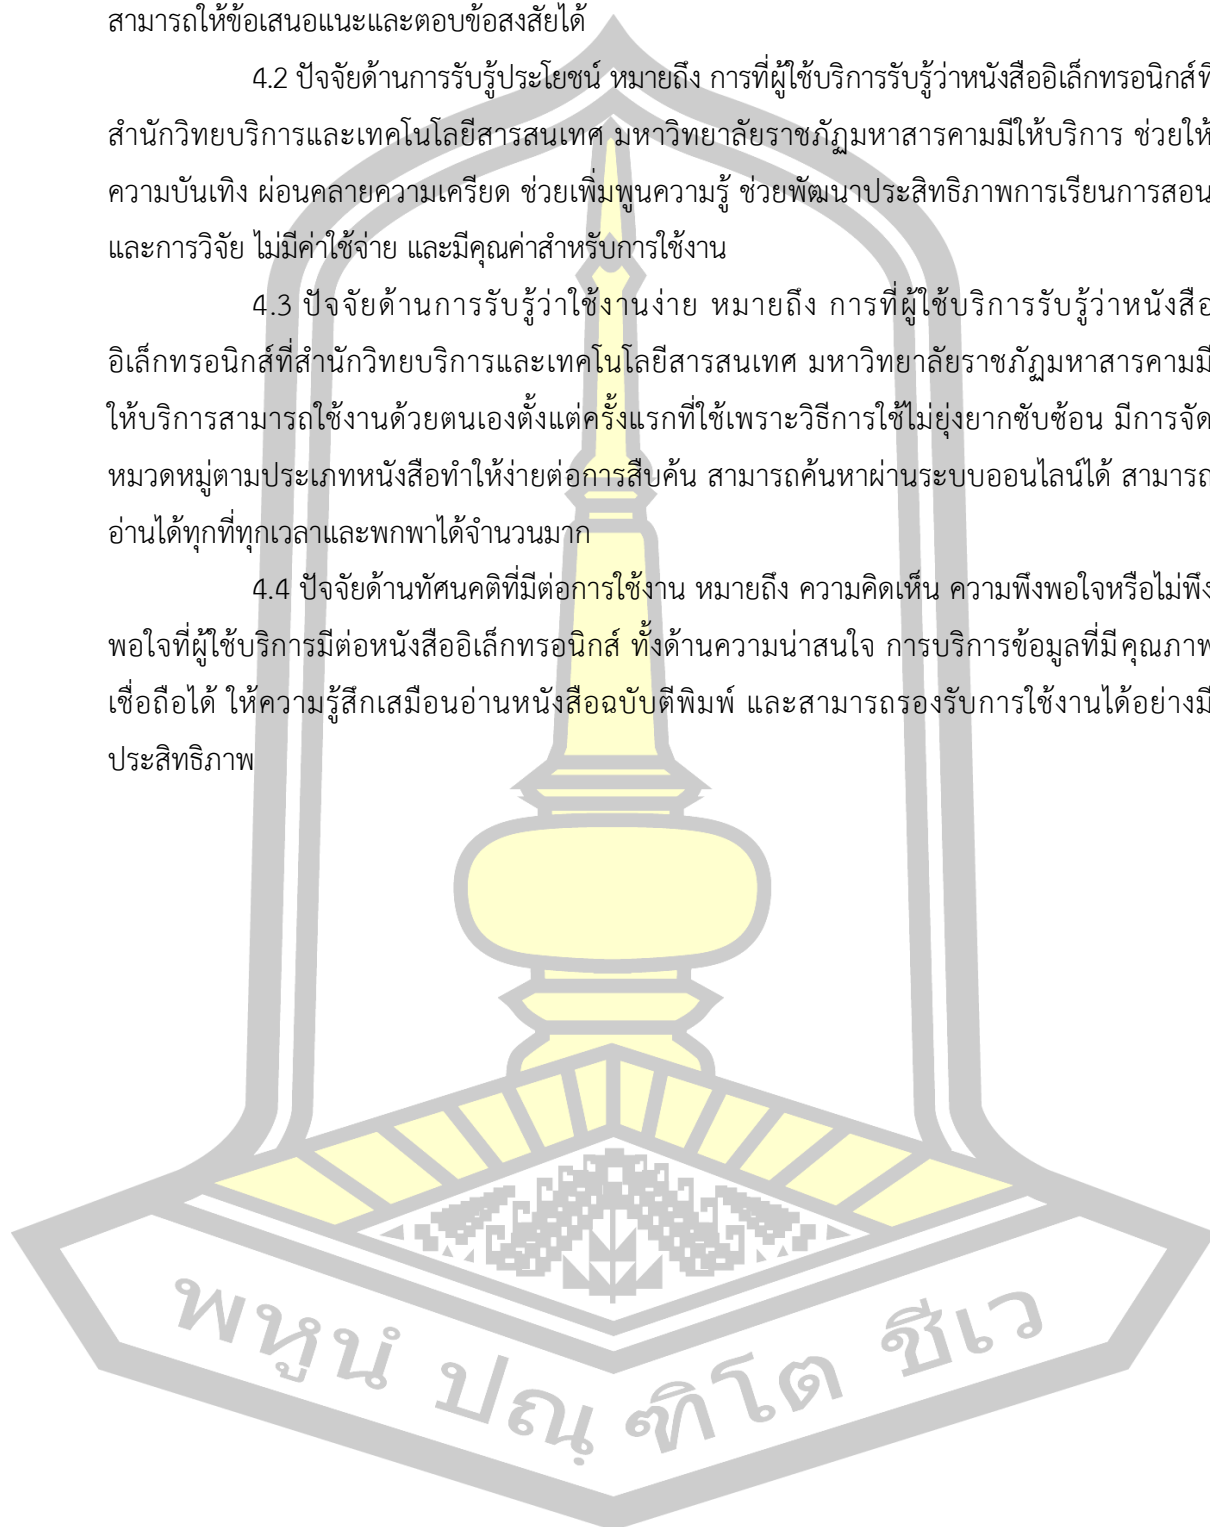 สามารถให้ข้อเสนอแนะและตอบข้อสงสัยได้
4.2 ปัจจัยด้านการรับรู้ประโยชน์ หมายถึง การที่ผู้ใช้บริการรับรู้ว่าหนังสืออิเล็กทรอนิกส์ที่
สำนักวิทยบริการและเทคโนโลยีสารสนเทศ มหาวิทยาลัยราชภัฏมหาสารคามมีให้บริการ ช่วยให้
ความบันเทิง ผ่อนคลายความเครียด ช่วยเพิ่มพูนความรู้ ช่วยพัฒนาประสิทธิภาพการเรียนการสอน
และการวิจัย ไม่มีค่าใช้จ่าย และมีคุณค่าสำหรับการใช้งาน
4.3 ปัจจัยด้านการรับรู้ว่าใช้งานง่าย หมายถึง การที่ผู้ใช้บริการรับรู้ว่าหนังสือ
อิเล็กทรอนิกส์ที่สำนักวิทยบริการและเทคโนโลยีสารสนเทศ มหาวิทยาลัยราชภัฏมหาสารคามมี
ให้บริการสามารถใช้งานด้วยตนเองตั้งแต่ครั้งแรกที่ใช้เพราะวิธีการใช้ไม่ยุ่งยากซับซ้อน มีการจัด
หมวดหมู่ตามประเภทหนังสือทำให้ง่ายต่อการสืบค้น สามารถค้นหาผ่านระบบออนไลน์ได้ สามารถ
อ่านได้ทุกที่ทุกเวลาและพกพาได้จำนวนมาก
4.4 ปัจจัยด้านทัศนคติที่มีต่อการใช้งาน หมายถึง ความคิดเห็น ความพึงพอใจหรือไม่พึง
พอใจที่ผู้ใช้บริการมีต่อหนังสืออิเล็กทรอนิกส์ ทั้งด้านความน่าสนใจ การบริการข้อมูลที่มีคุณภาพ
เชื่อถือได้ ให้ความรู้สึกเสมือนอ่านหนังสือฉบับตีพิมพ์ และสามารถรองรับการใช้งานได้อย่างมี
ประสิทธิภาพ
พหูนํ ปณฺฑิโต ชีเว